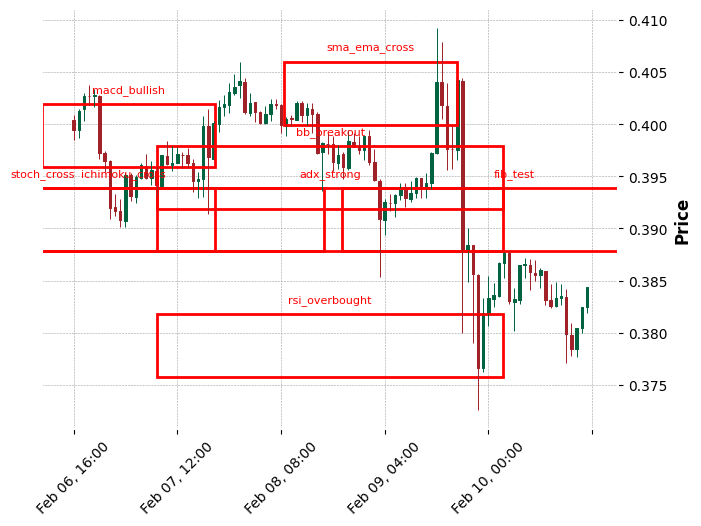 0.410
sma_ema_cross
0.405
macd_bullish
0.400
bb_breakout
0.395
stoch_cross
adx_strong
fib_test
0.390
Price
0.385
rsi_overbought
0.380
0.375
Feb 06, 16:00
Feb 07, 12:00
Feb 08, 08:00
Feb 09, 04:00
Feb 10, 00:00